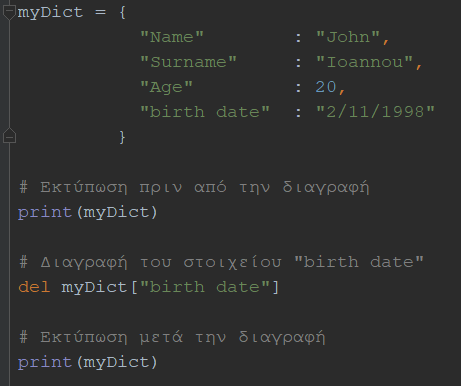 myDict = {
"Name" : "John",
"Surname" : "Ioannou",
"Age" : 20,
"birth date" : "2/11/1998"
}
# Εκτύπωση πριν από την διαγραφή
print(myDict)
# Διαγραφή του στοιχείου "birth date"
del myDict["birth date"]
# Εκτύπωση μετά την διαγραφή
print(myDict)